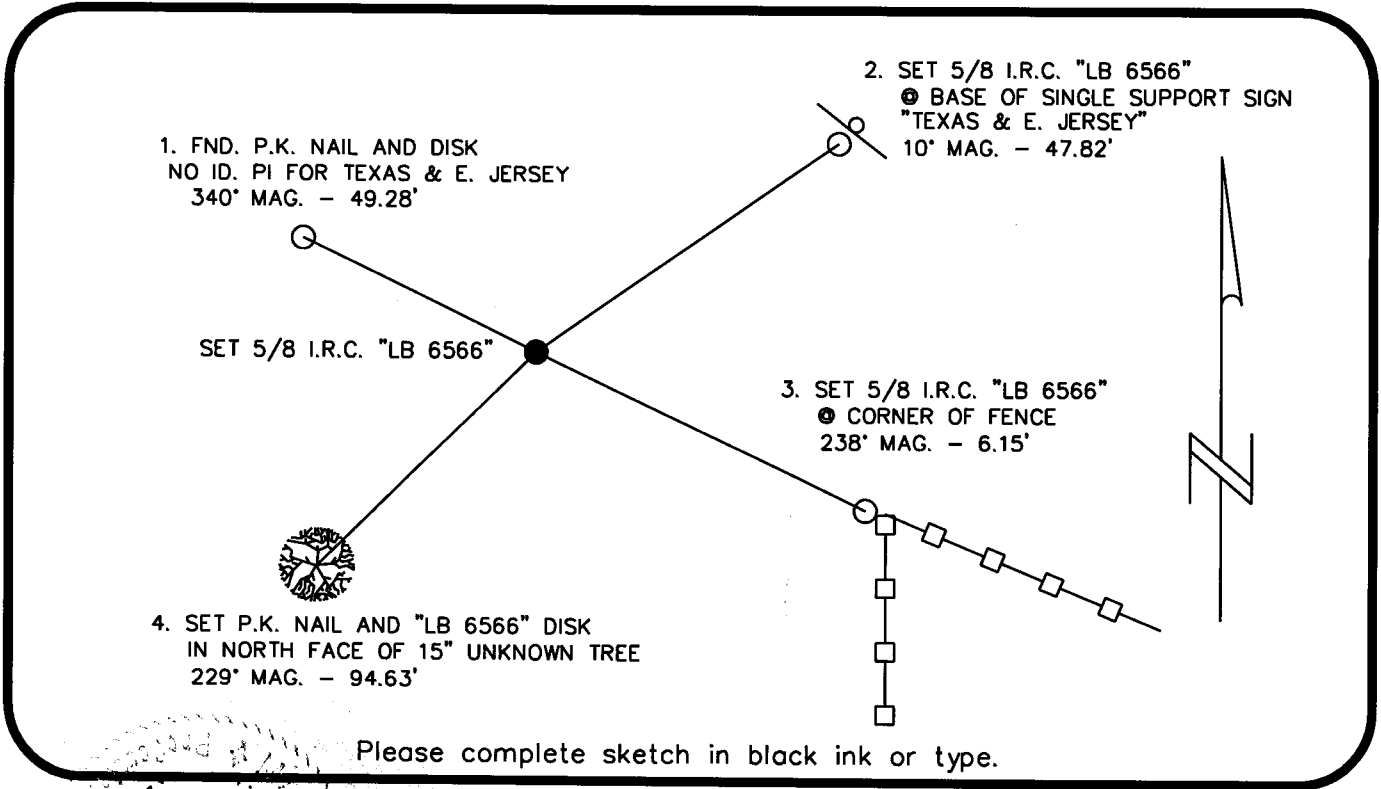 1. FND. P.K. NAIL AND DISK
NO ID. PI FOR TEXAS & E. JERSEY
340° MAG. – 49.28'
2. SET 5/8 I.R.C. "LB 6566"
@ BASE OF SINGLE SUPPORT SIGN
"TEXAS & E. JERSEY"
10° MAG. – 47.82'
SET 5/8 I.R.C. "LB 6566"
3. SET 5/8 I.R.C. "LB 6566"
@ CORNER OF FENCE
238° MAG. – 6.15'
N
4. SET P.K. NAIL AND "LB 6566" DISK
IN NORTH FACE OF 15" UNKNOWN TREE
229° MAG. – 94.63'
Please complete sketch in black ink or type.